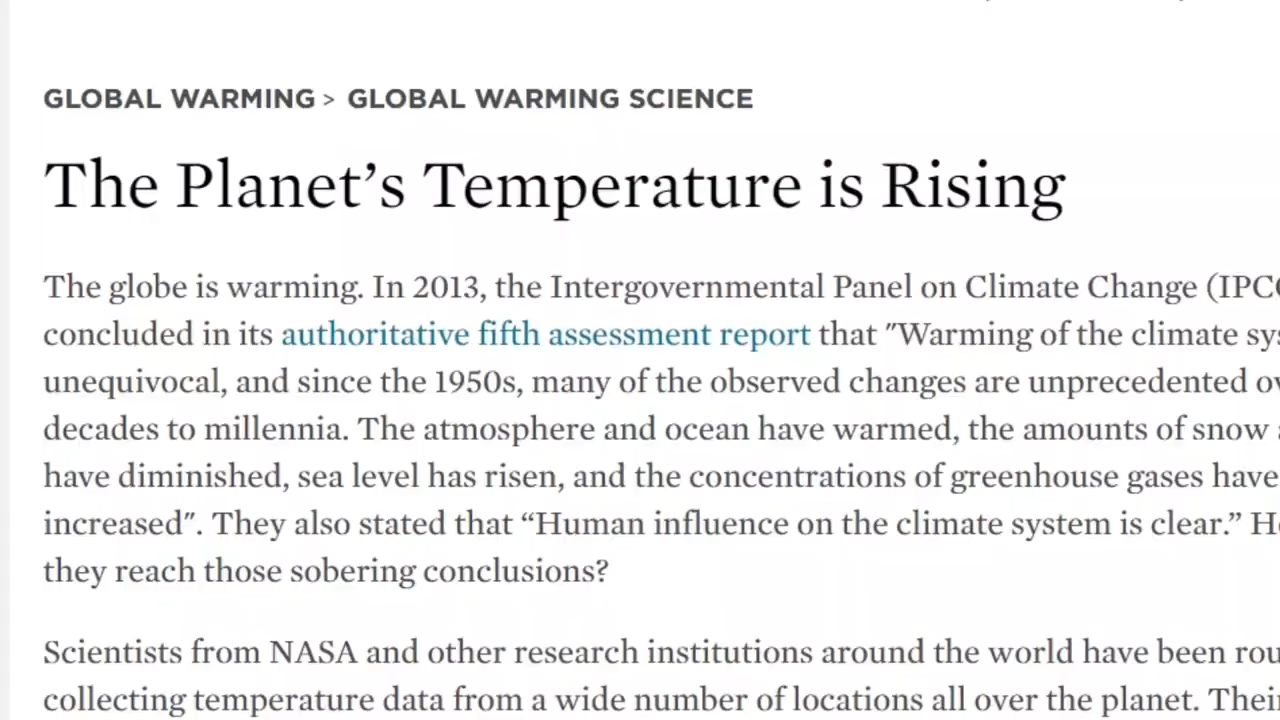 GLOBAL WARMING > GLOBAL WARMING SCIENCE
The Planet’s Temperature is Rising
The globe is warming. In 2013, the Intergovernmental Panel on Climate Change (IPC
concluded in its authoritative fifth assessment report that "Warming of the climate sys
unequivocal, and since the 1950s, many of the observed changes are unprecedented ov
decades to millennia. The atmosphere and ocean have warmed, the amounts of snow
have diminished, sea level has risen, and the concentrations of greenhouse gases have
increased". They also stated that “Human influence on the climate system is clear.” H
they reach those sobering conclusions?
Scientists from NASA and other research institutions around the world have been rou
collecting temperature data from a wide number of locations all over the planet. Their